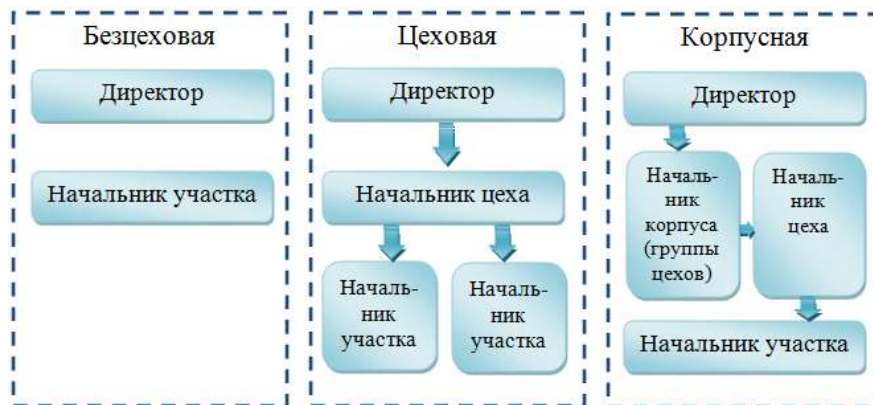 Безцеховая
Директор
Начальник участка
Цеховая
Директор
Начальник цеха
Началь-
ник
участка
Началь-
ник
участка
Корпусная
Директор
Началь-
ник
корпуса
(группы
цехов)
Началь-
ник
цеха
Начальник участка